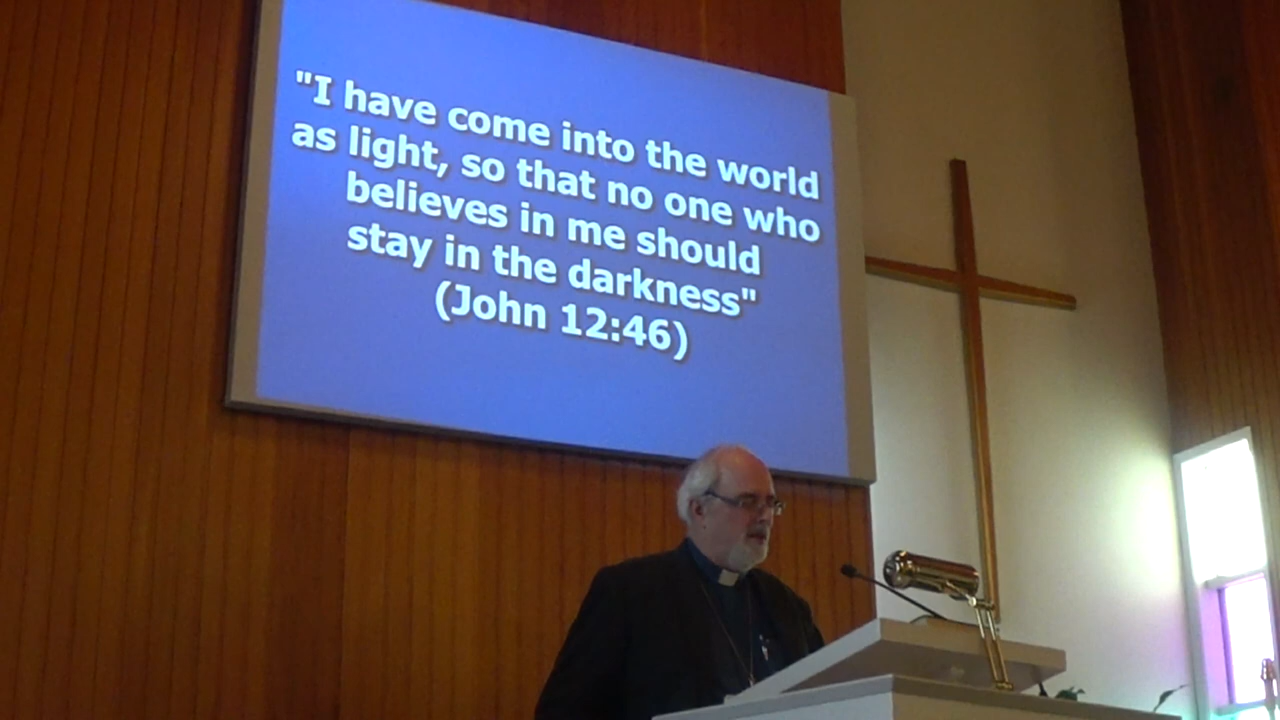 "I have come into the world
as light, so that no one who
believes in me should
stay in the darkness"
(John 12:46)